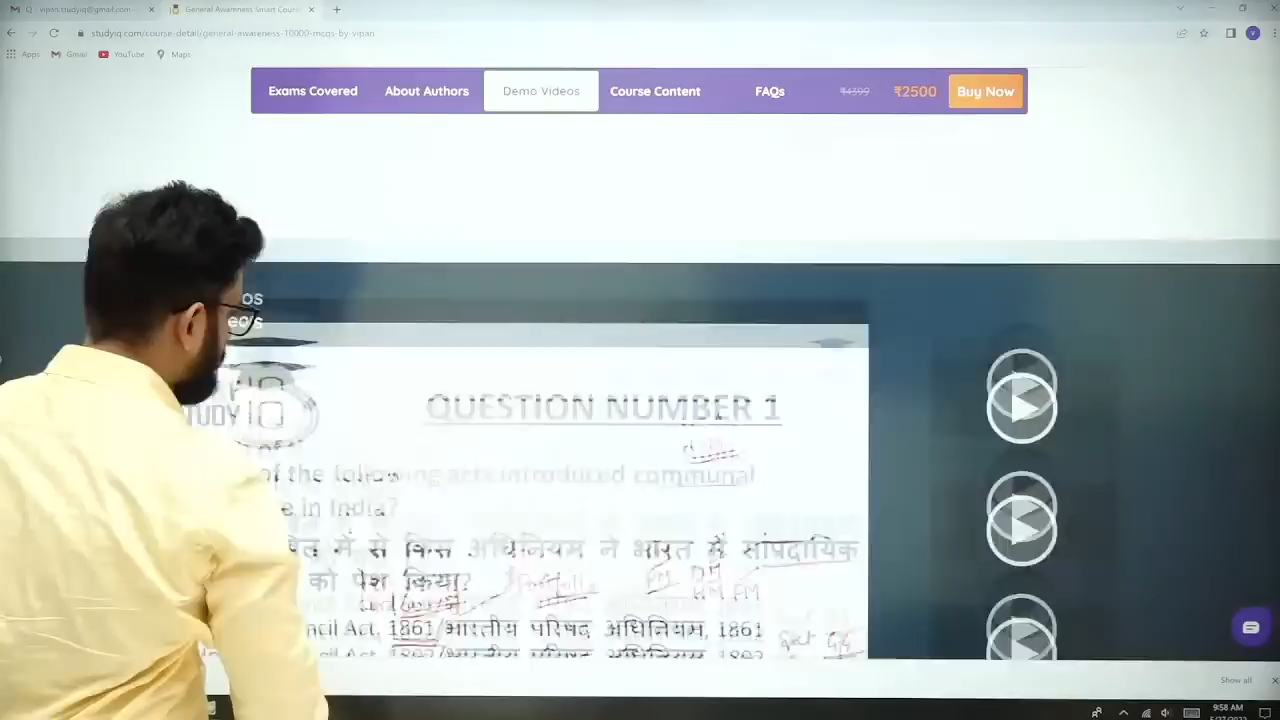 Q - vipan.studyiq@gmail.com -
General Awarness Smart Cours
studyiq.com/course-detail/general-awareness-10000-mcqs-by-vipan
Apps
Gmail
YouTube
Maps
Exams Covered
About Authors
Demo Videos
Course Content
FAQs
₹4399
₹2500
Buy Now
QUESTION NUMBER 1
of the following acts introduced communal
e in India?
में से किस अधिनियम ने भारत में सांप्रदायिक
को पेश किया?
ncil Act, 1861/भारतीय परिषद अधिनियम, 1861
Show all
9:58 AM